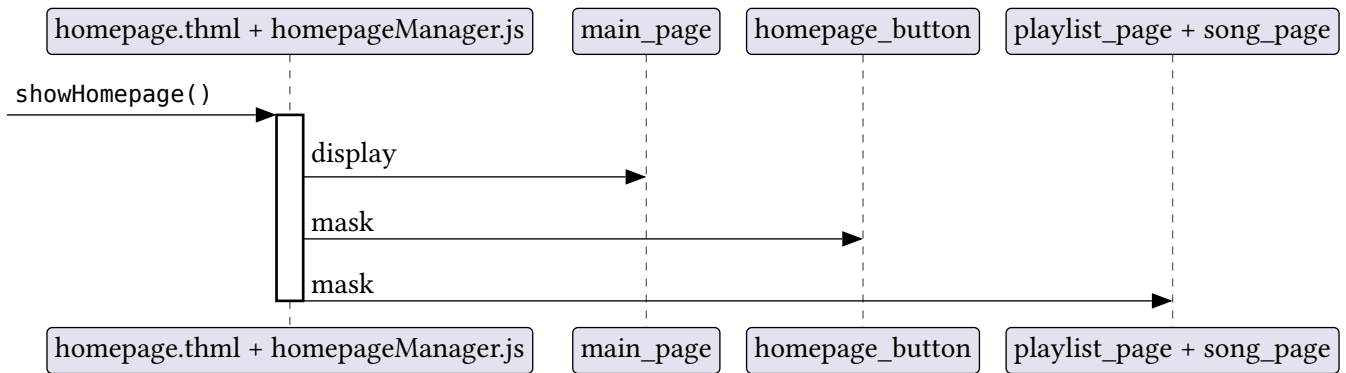 homepage.thml + homepageManager.js main_page homepage_button playlist_page + song_page
showHomepage()
display
mask
mask
homepage.thml + homepageManager.js main_page homepage_button playlist_page + song_page